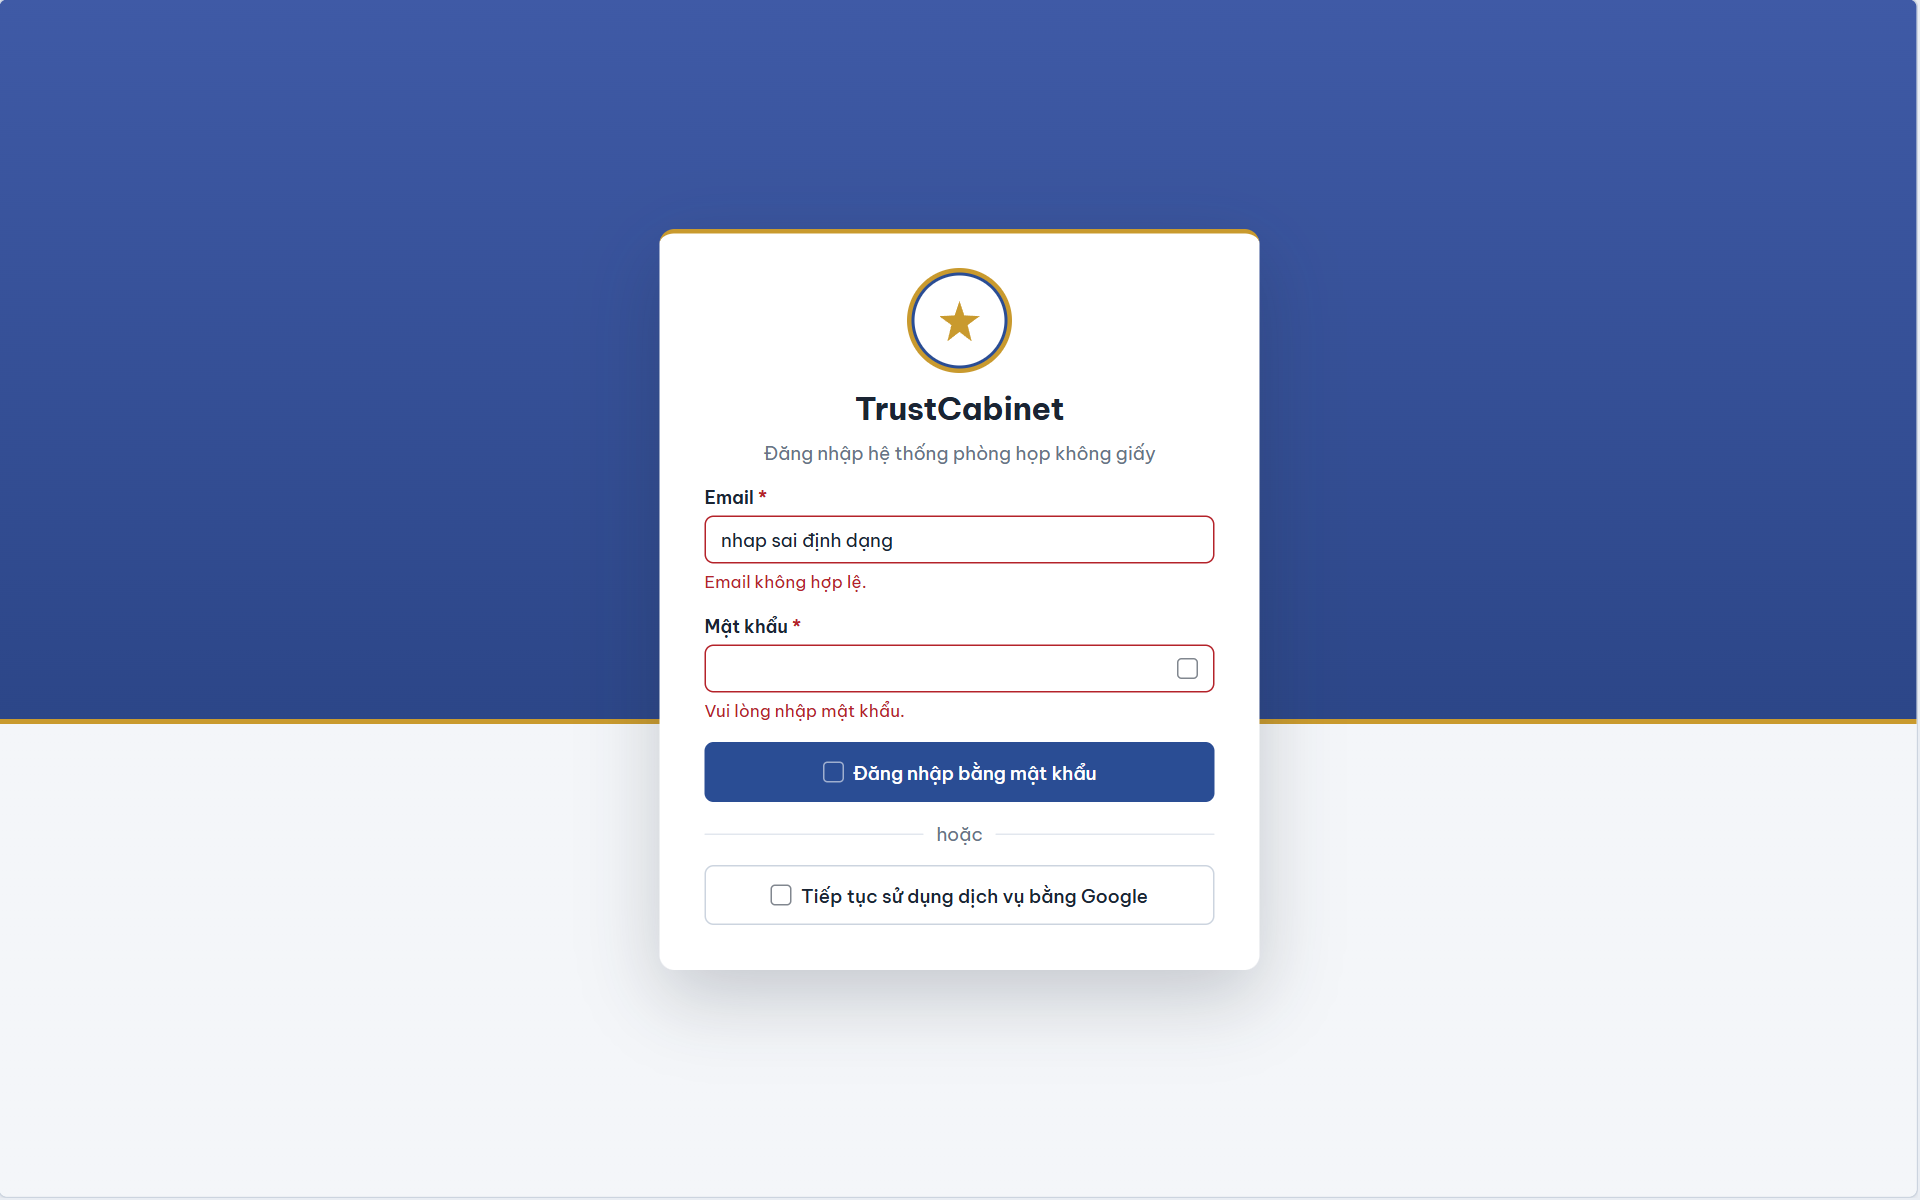 TrustCabinet
Đăng nhập hệ thống phòng họp không giấy
Email *
nhap sai định dạng
Email không hợp lệ.
Mật khẩu *
Vui lòng nhập mật khẩu.
Đăng nhập bằng mật khẩu
hoặc
Tiếp tục sử dụng dịch vụ bằng Google